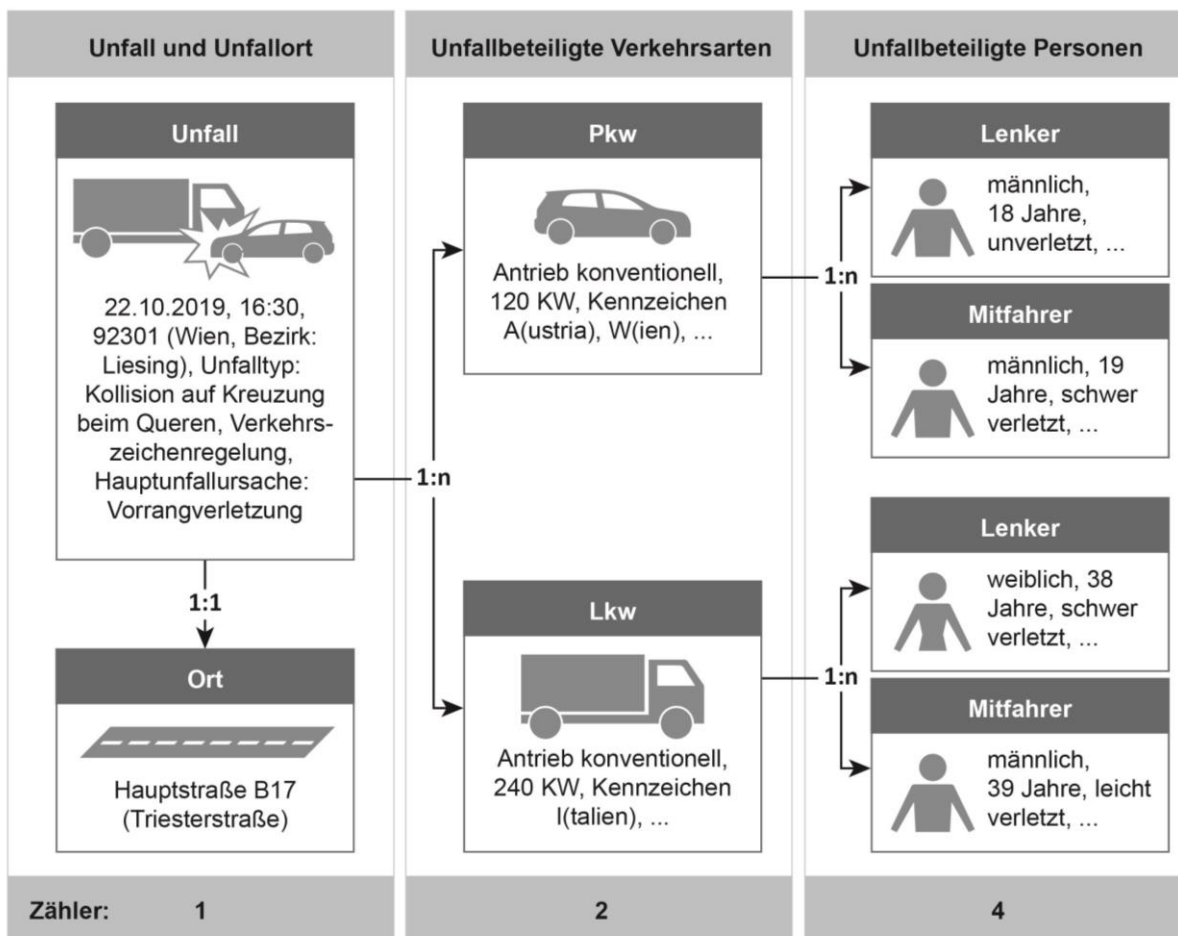 Unfall und Unfallort
Unfall
22.10.2019, 16:30,
92301 (Wien, Bezirk:
Liesing), Unfalltyp:
Kollision auf Kreuzung
beim Queren, Verkehrs-
zeichenregelung,
Hauptunfallursache:
Vorrangverletzung
1:1
Ort
Hauptstraße B17
(Triesterstraße)
1:n
Unfallbeteiligte Verkehrsarten
Pkw
Antrieb konventionell,
120 KW, Kennzeichen
A(ustria), W(ien), ...
1:n
Lkw
Antrieb konventionell,
240 KW, Kennzeichen
I(talien), ...
1:n
Unfallbeteiligte Personen
Lenker
männlich,
18 Jahre,
unverletzt, ...
Mitfahrer
männlich, 19
Jahre, schwer
verletzt, ...
Lenker
weiblich, 38
Jahre, schwer
verletzt, ...
Mitfahrer
männlich,
39 Jahre, leicht
verletzt, ...
Zähler: 1 2 4